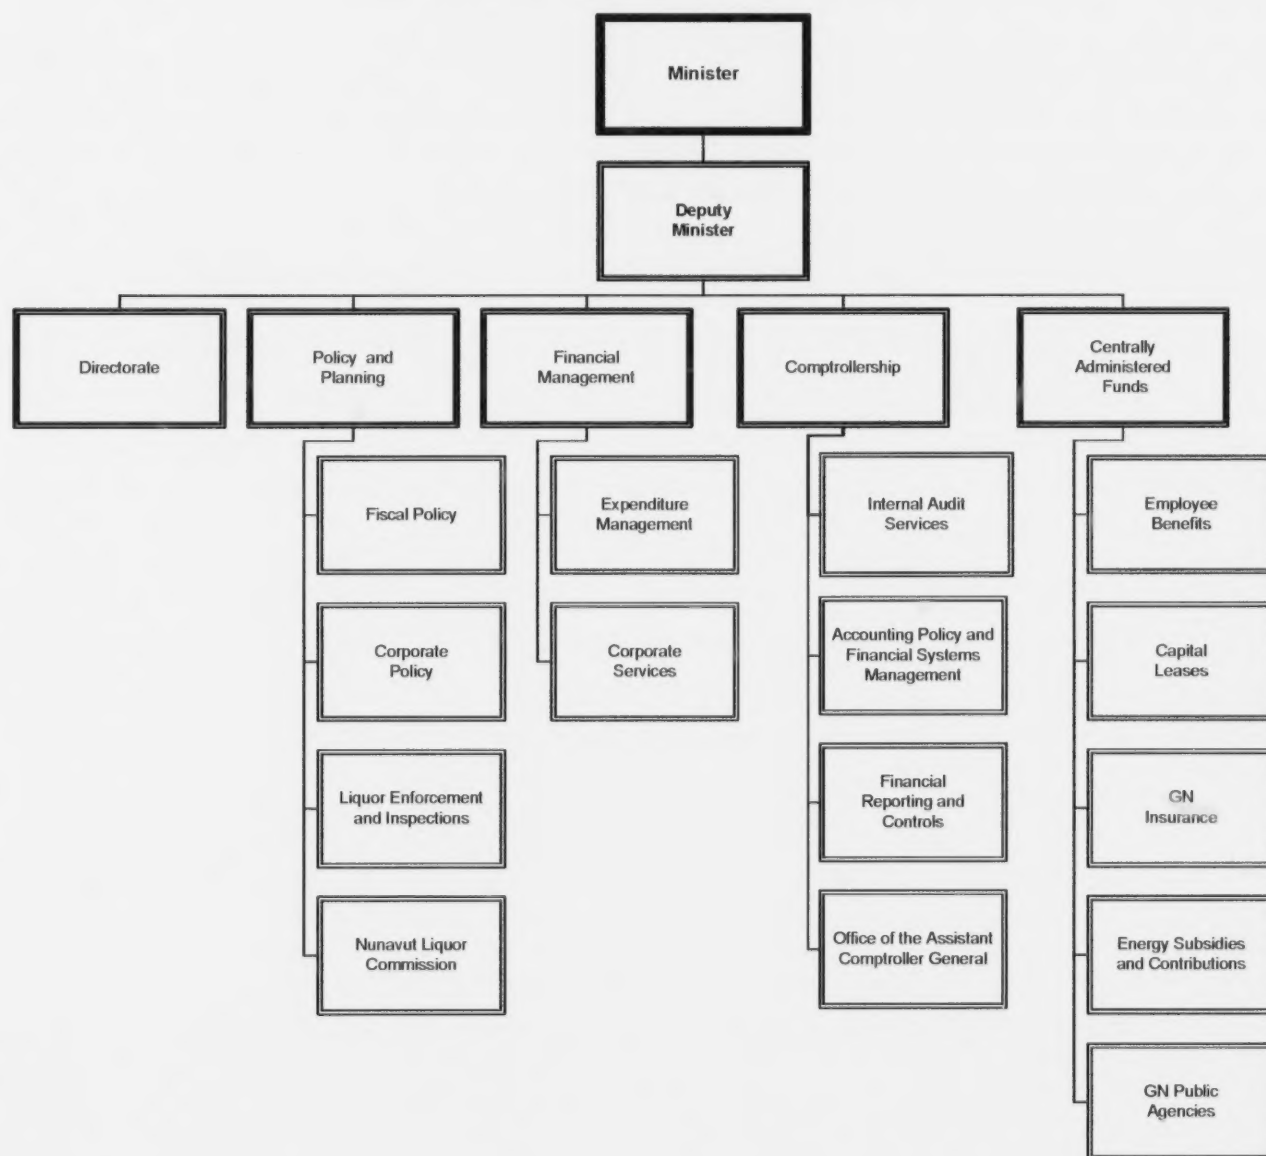 Minister
Deputy
Minister
Directorate
Policy and
Planning
Financial
Management
Comptrollership
Centrally
Administered
Funds
Fiscal Policy
Corporate
Policy
Liquor Enforcement
and Inspections
Nunavut Liquor
Commission
Expenditure
Management
Corporate
Services
Internal Audit
Services
Accounting Policy and
Financial Systems
Management
Financial
Reporting and
Controls
Office of the Assistant
Comptroller General
Employee
Benefits
Capital
Leases
GN
Insurance
Energy Subsidies
and Contributions
GN Public
Agencies